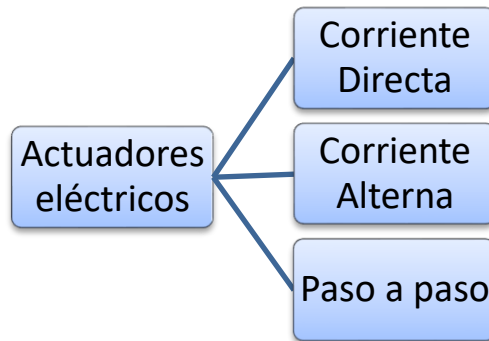 Corriente
Directa
Actuadores
eléctricos
Corriente
Alterna
Paso a paso